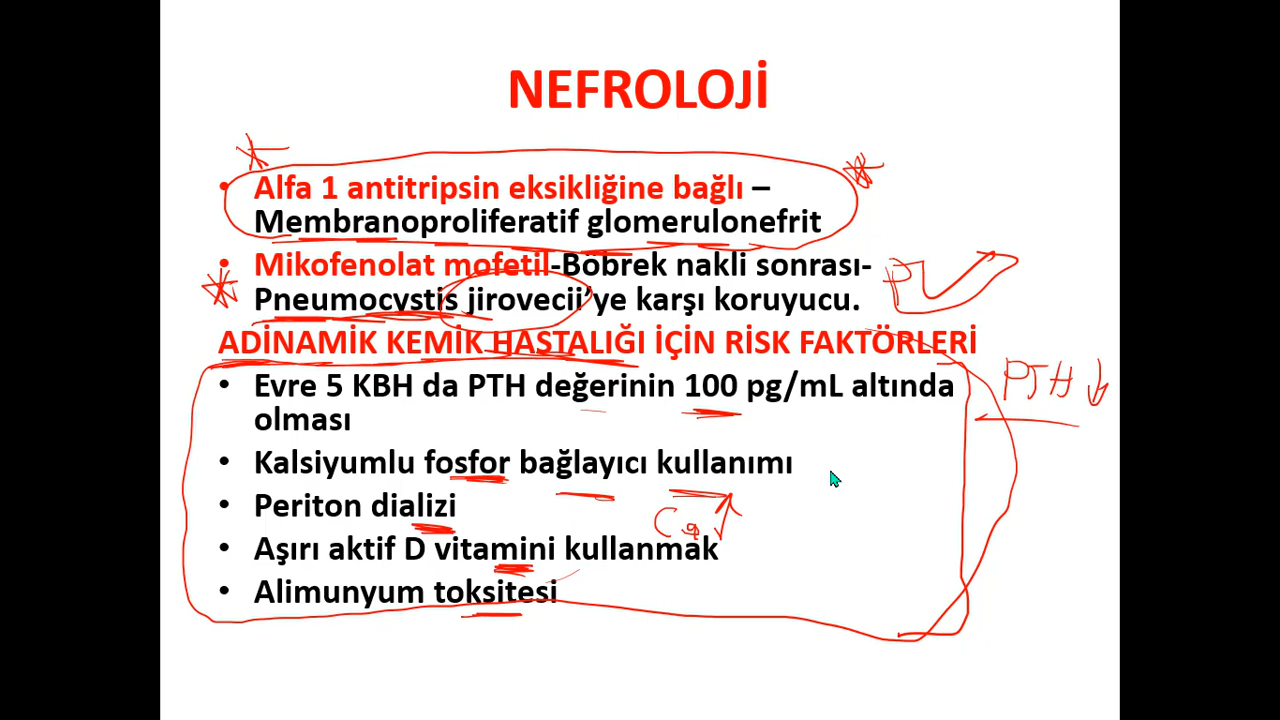 NEFROLOJİ
• Alfa 1 antitripsin eksikliğine bağlı –
Membranoproliferatif glomerulonefrit
• Mikofenolat mofetil-Böbrek nakli sonrası-
Pneumocystis jirovecii’ye karşı koruyucu.
ADİNAMİK KEMİK HASTALIĞI İÇİN RİSK FAKTÖRLERİ
• Evre 5 KBH da PTH değerinin 100 pg/mL altında
olması
PTH ↓
• Kalsiyumlu fosfor bağlayıcı kullanımı
• Periton dializi
Ca ↑
• Aşırı aktif D vitamini kullanmak
• Alimunyum toksitesi